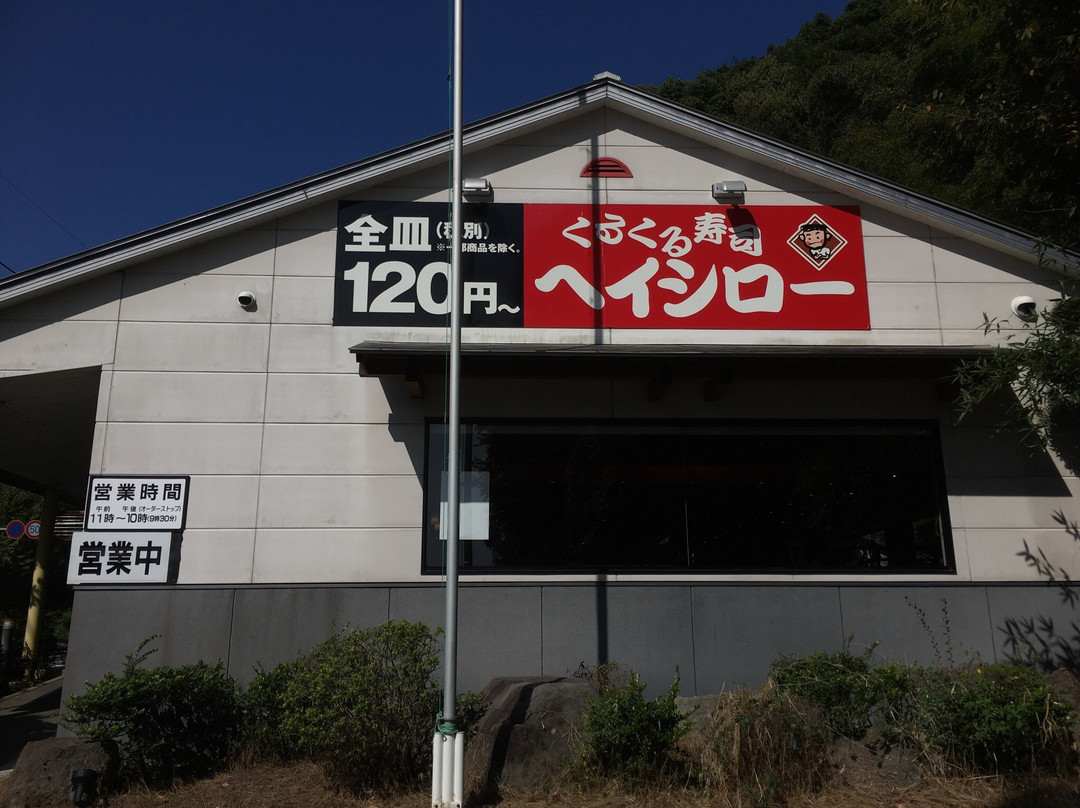 全皿(税別)
※一部商品を除く。
120円~
くるくる寿司
ヘイシロー
営業時間
午前 午後(オーダーストップ)
11時~10時(9時30分)
営業中
50